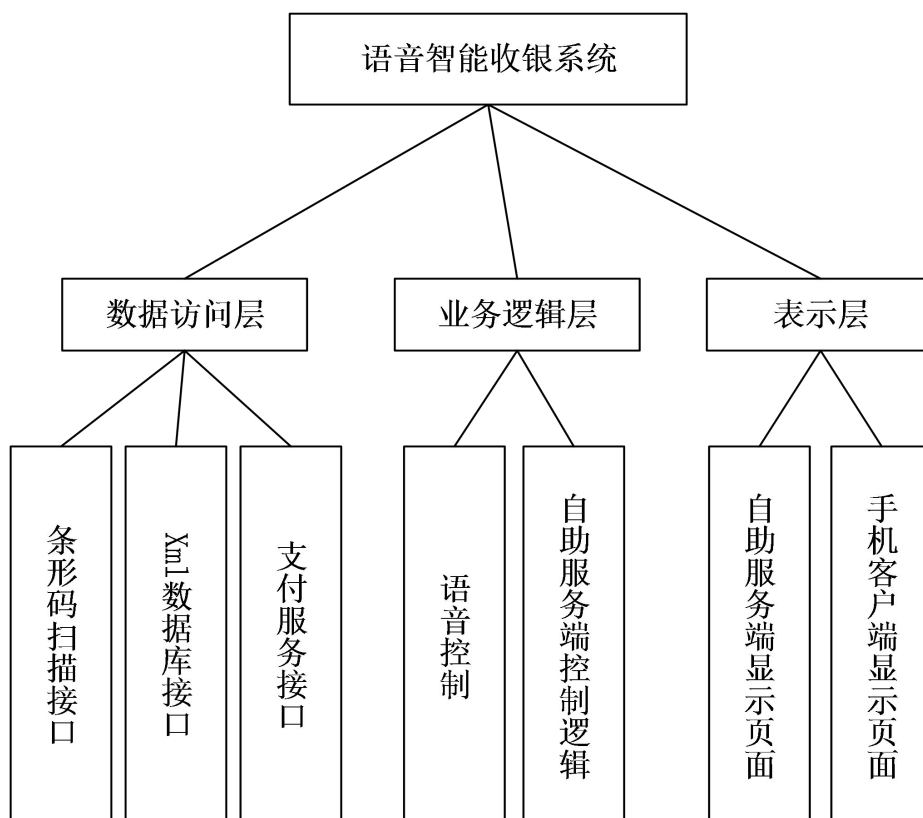 语音智能收银系统
数据访问层
业务逻辑层
表示层
条形码扫描接口
Xml数据库接口
支付服务接口
语音控制
自助服务端控制逻辑
自助服务端显示页面
手机客户端显示页面